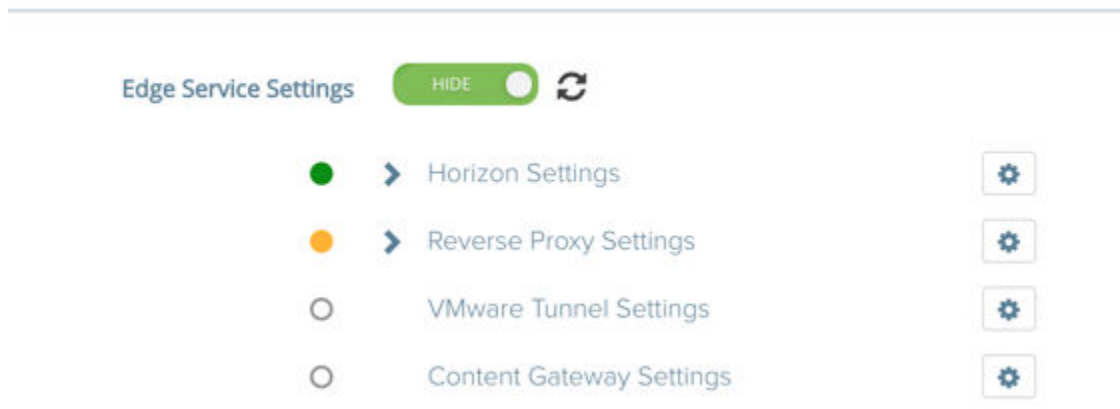 Edge Service Settings HIDE
Horizon Settings
Reverse Proxy Settings
VMware Tunnel Settings
Content Gateway Settings